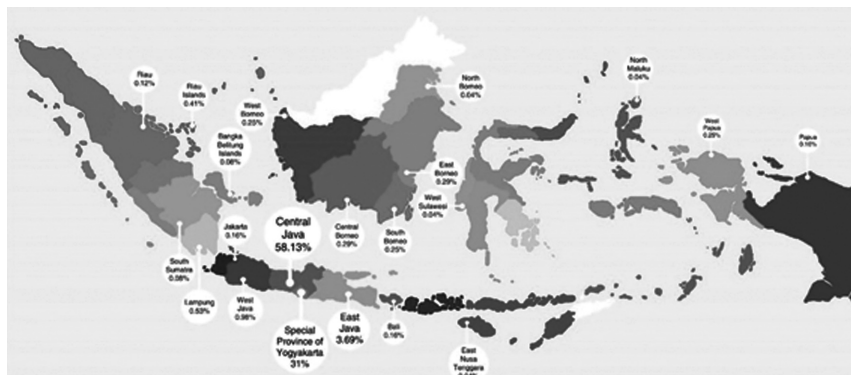 Riau
0.12%
Riau
Islands
0.41%
Bangka
Belitung
Islands
0.08%
West
Borneo
0.25%
North
Borneo
0.04%
North
Maluku
0.04%
West
Papua
0.29%
Papua
0.16%
East
Borneo
0.29%
West
Sulawesi
0.04%
Central
Borneo
0.29%
South
Borneo
0.25%
Jakarta
0.16%
Central
Java
58.13%
South
Sumatra
0.08%
Lampung
0.53%
West
Java
0.98%
Special
Province of
Yogyakarta
31%
East
Java
3.69%
Bali
0.16%
East
Nusa
Tenggara